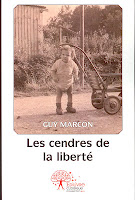 GUY MARCON
Les cendres de
la liberté